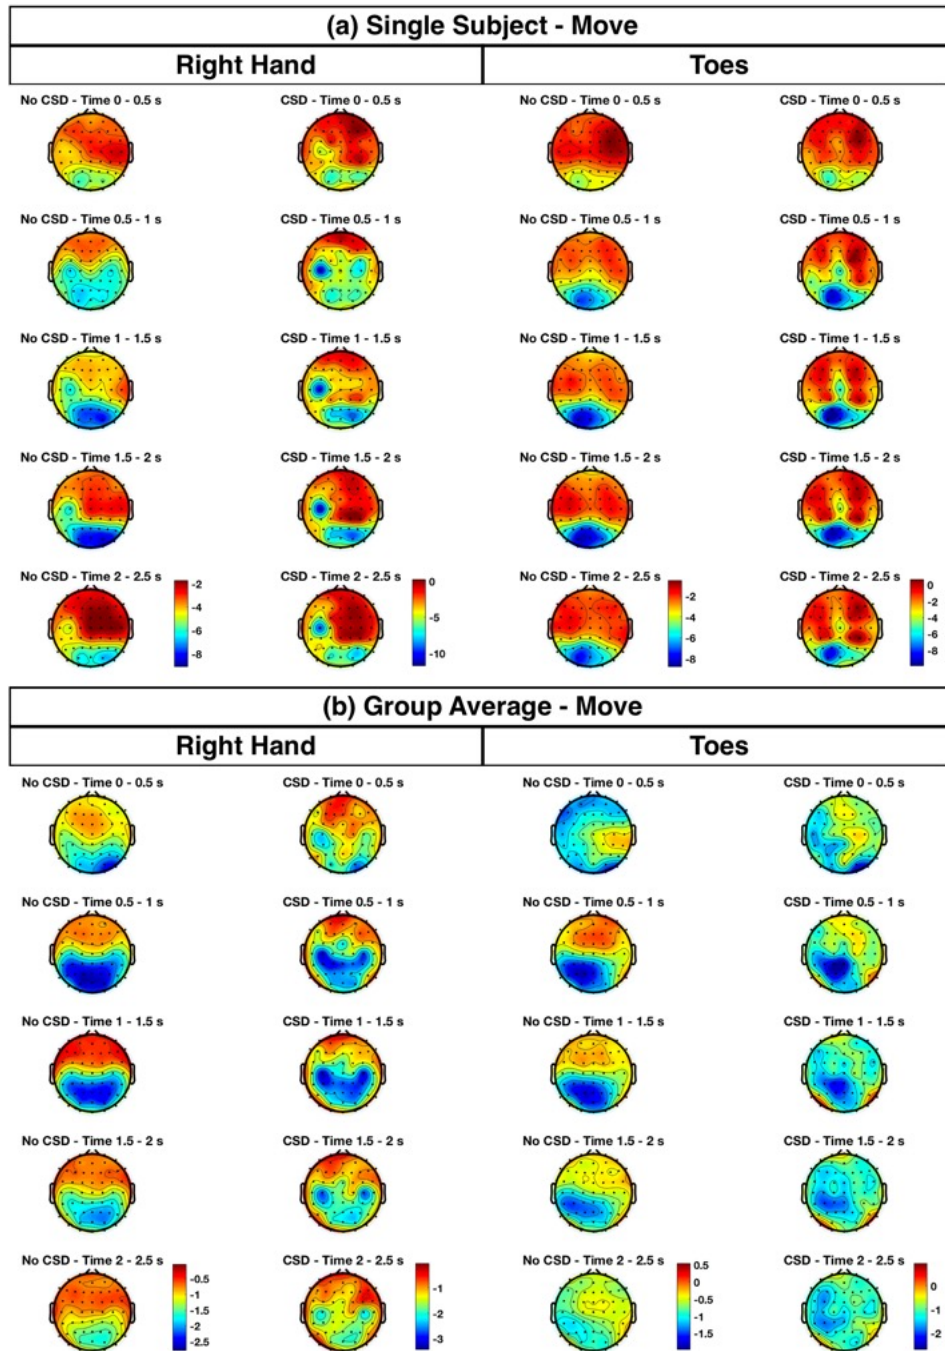 (a) Single Subject - Move
Right Hand
Toes
No CSD - Time 0 - 0.5 s
CSD - Time 0 - 0.5 s
No CSD - Time 0 - 0.5 s
CSD - Time 0 - 0.5 s
No CSD - Time 0.5 - 1 s
CSD - Time 0.5 - 1 s
No CSD - Time 0.5 - 1 s
CSD - Time 0.5 - 1 s
No CSD - Time 1 - 1.5 s
CSD - Time 1 - 1.5 s
No CSD - Time 1 - 1.5 s
CSD - Time 1 - 1.5 s
No CSD - Time 1.5 - 2 s
CSD - Time 1.5 - 2 s
No CSD - Time 1.5 - 2 s
CSD - Time 1.5 - 2 s
No CSD - Time 2 - 2.5 s
-2
-4
-6
-8
CSD - Time 2 - 2.5 s
0
-5
-10
No CSD - Time 2 - 2.5 s
-2
-4
-6
-8
CSD - Time 2 - 2.5 s
0
-2
-4
-6
-8
(b) Group Average - Move
Right Hand
Toes
No CSD - Time 0 - 0.5 s
CSD - Time 0 - 0.5 s
No CSD - Time 0 - 0.5 s
CSD - Time 0 - 0.5 s
No CSD - Time 0.5 - 1 s
CSD - Time 0.5 - 1 s
No CSD - Time 0.5 - 1 s
CSD - Time 0.5 - 1 s
No CSD - Time 1 - 1.5 s
CSD - Time 1 - 1.5 s
No CSD - Time 1 - 1.5 s
CSD - Time 1 - 1.5 s
No CSD - Time 1.5 - 2 s
CSD - Time 1.5 - 2 s
No CSD - Time 1.5 - 2 s
CSD - Time 1.5 - 2 s
No CSD - Time 2 - 2.5 s
-0.5
-1
-1.5
-2
-2.5
CSD - Time 2 - 2.5 s
-1
-2
-3
No CSD - Time 2 - 2.5 s
0.5
0
-0.5
-1
-1.5
CSD - Time 2 - 2.5 s
0
-1
-2